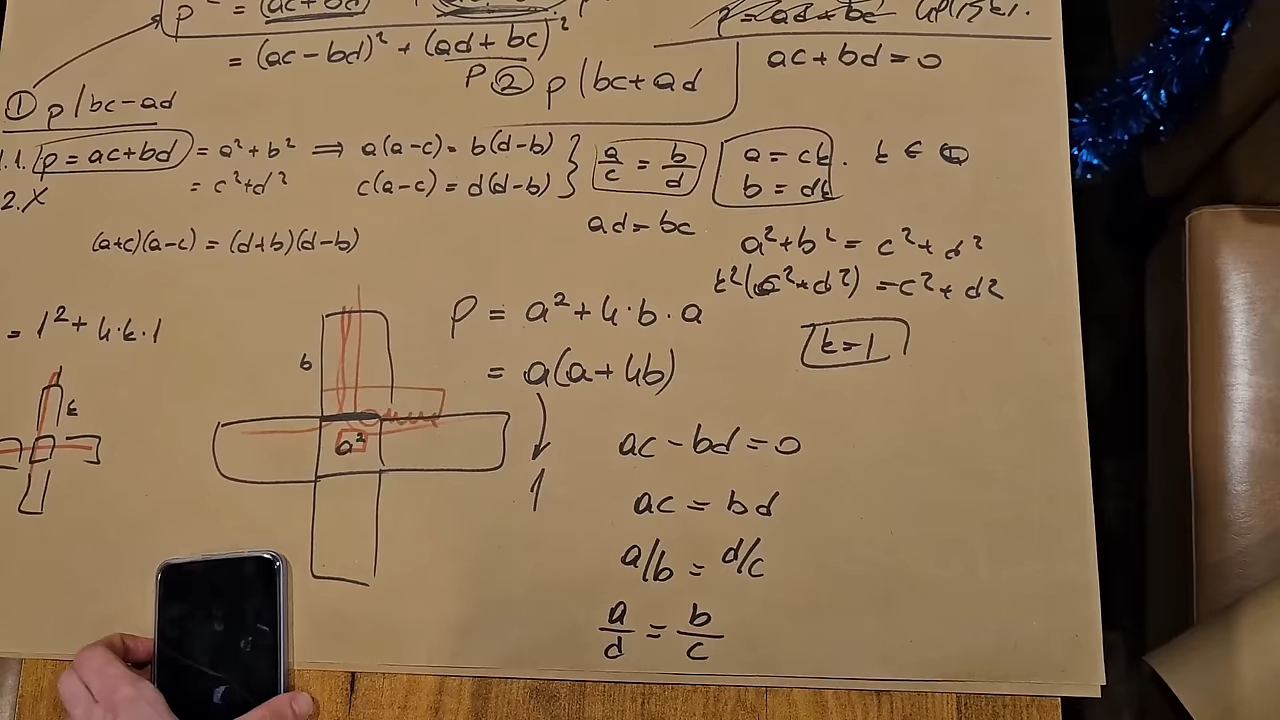 = (ac+bd)
p = ad + bc
= (ac-bd)² + (ad+bc)²
ac+bd=0
p ② p | bc+ad
① p | bc-ad
1.1. p = ac+bd = a²+b² ⇒ a(a-c) = b(d-b) } a/c = b/d a = ct. t ∈ Q
= c²+d² c(a-c) = d(d-b) b = dt
2. X
ad = bc
(a+c)(a-c) = (d+b)(d-b)
a²+b² = c²+d²
t²(c²+d²) = c²+d²
= 1²+4·k·1
b
p = a²+4·b·a
t=1
= a(a+4b)
k
a²
ac-bd=0
1
ac = bd
a/b = d/c
a/d = b/c